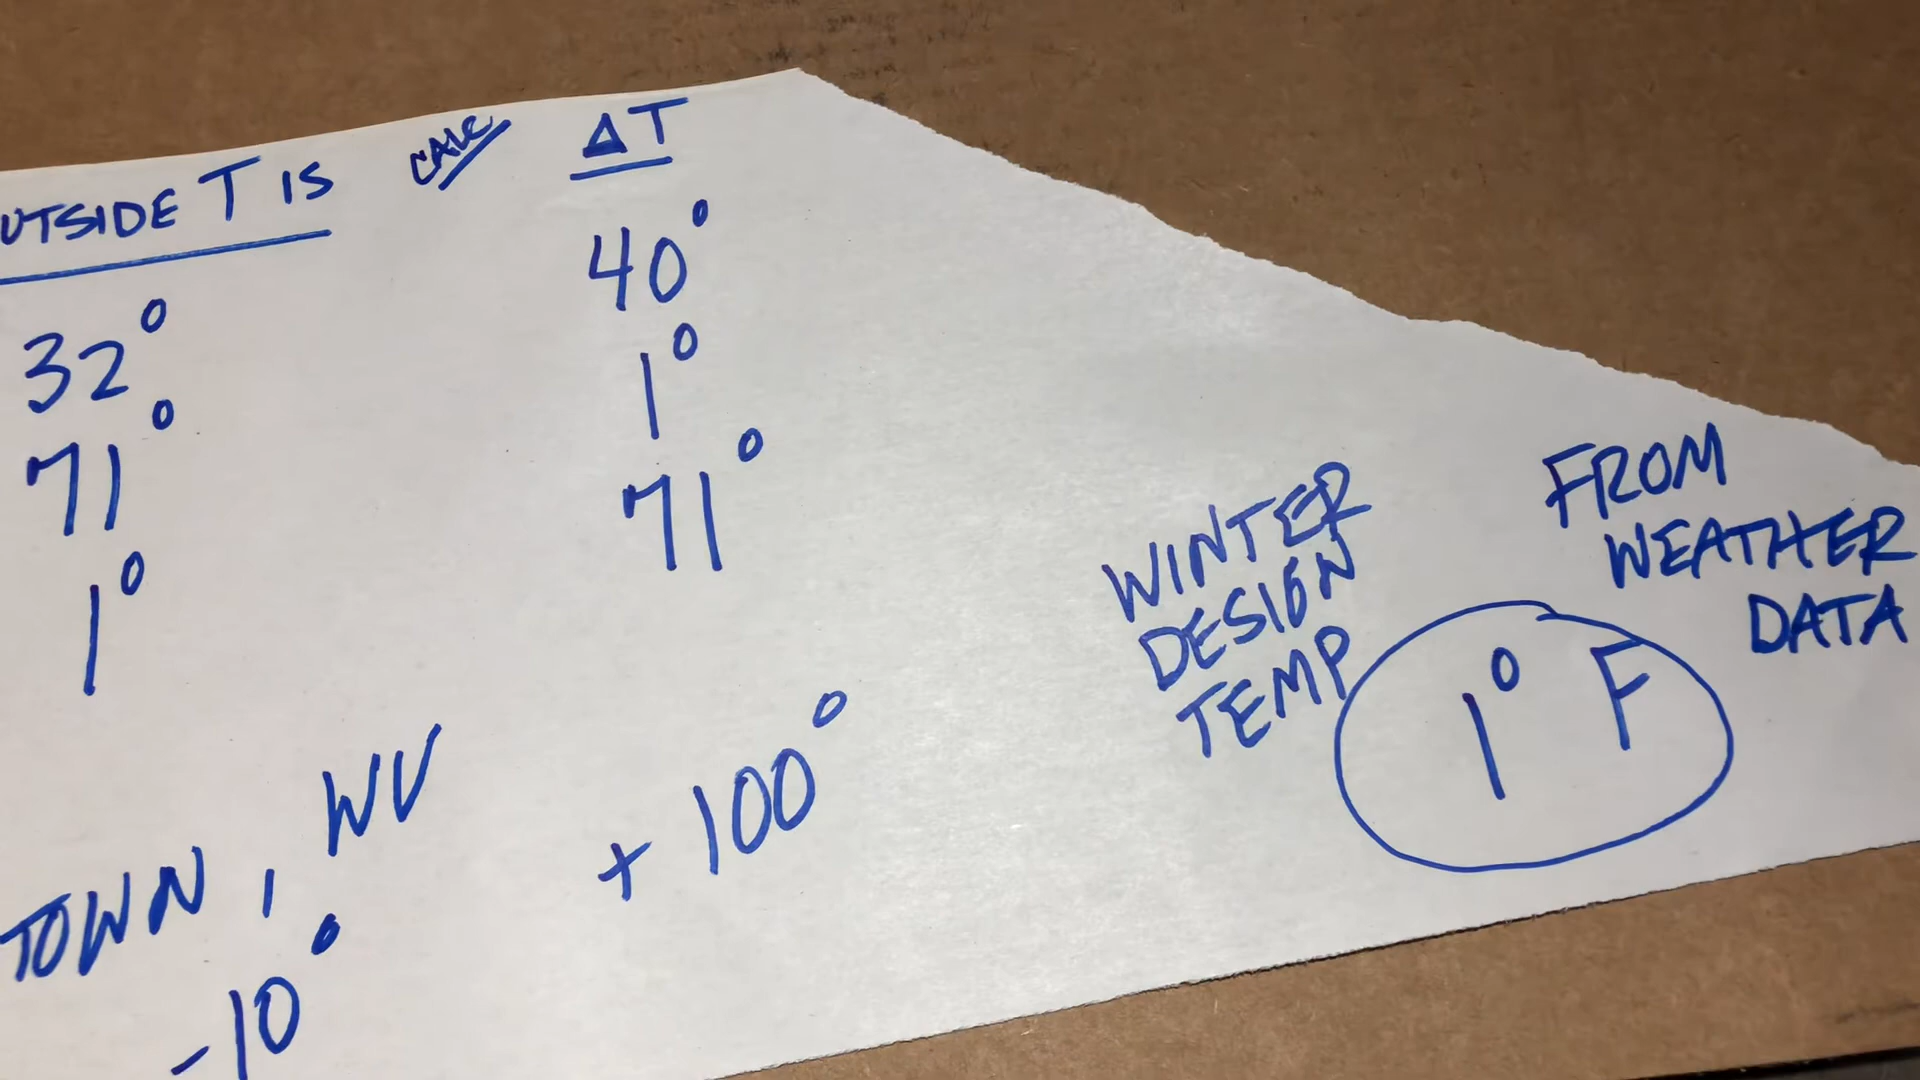 UTSIDE T IS CALC ΔT
32° 40°
71° 1°
1° 71°
TOWN, WV
-10°
+100°
WINTER
DESIGN
TEMP
FROM
WEATHER
DATA
1° F